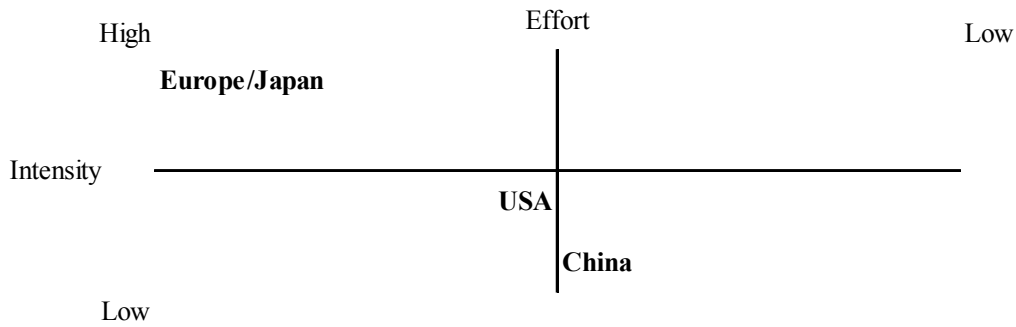 Effort
High
Low
Europe/Japan
Intensity
USA
China
Low